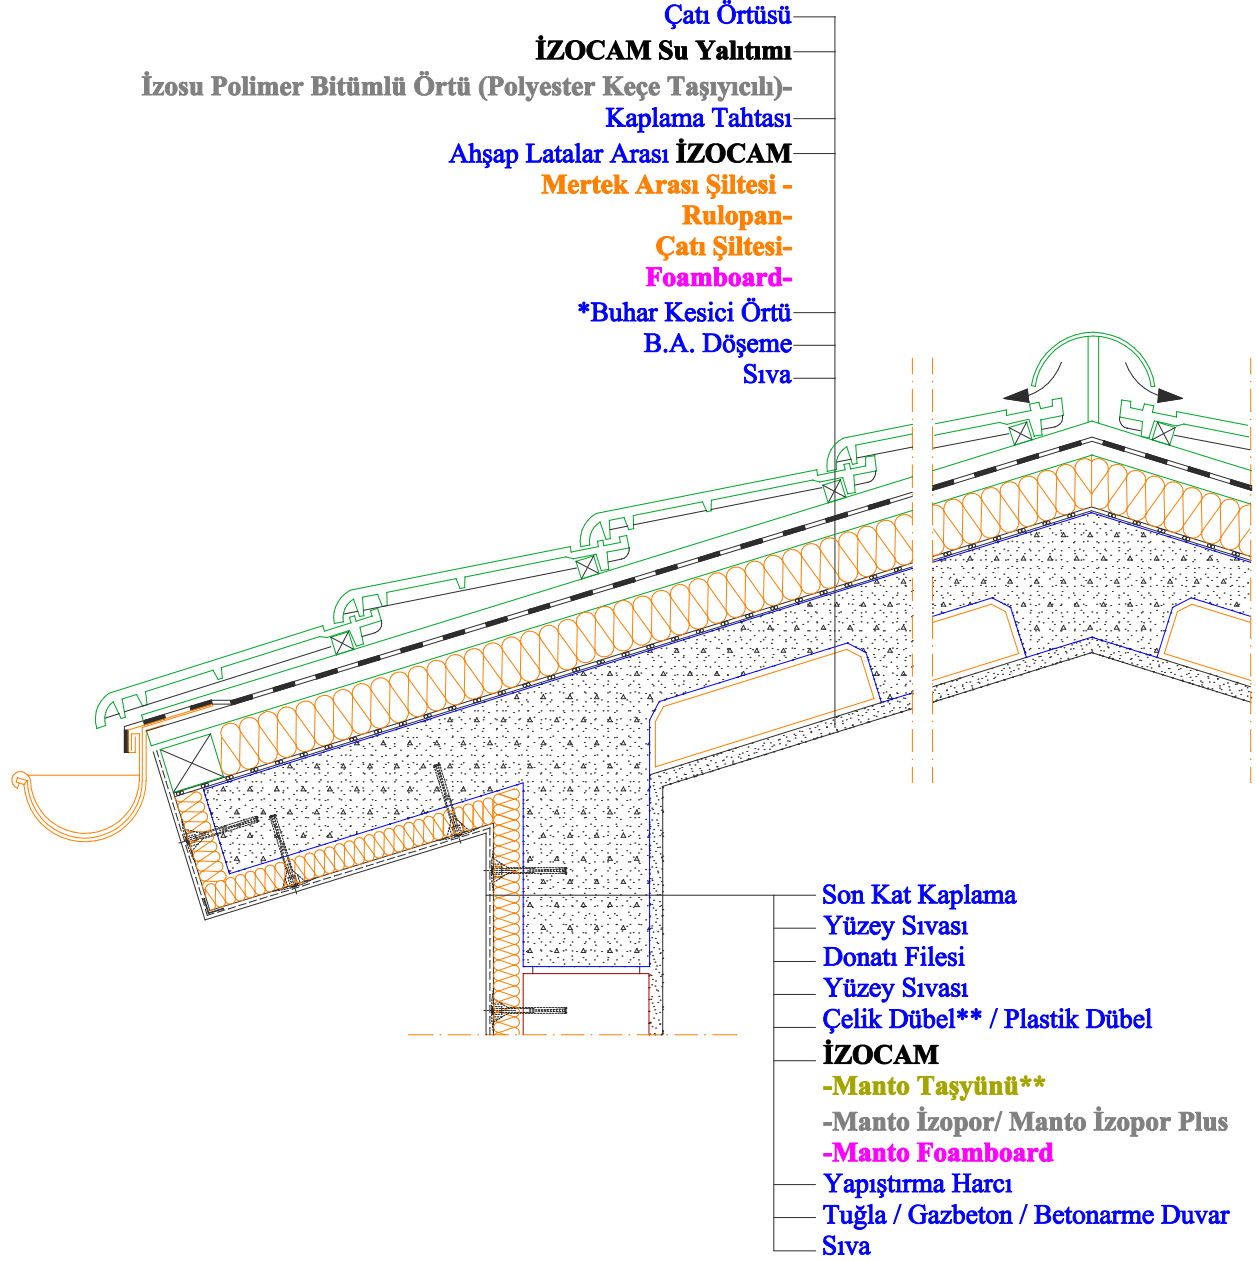 Çatı Örtüsü
İZOCAM Su Yalıtımı
İzosu Polimer Bitümlü Örtü (Polyester Keçe Taşıyıcılı)-
Kaplama Tahtası
Ahşap Latalar Arası İZOCAM
Mertek Arası Şiltesi -
Rulopan-
Çatı Şiltesi-
Foamboard-
*Buhar Kesici Örtü
B.A. Döşeme
Sıva
Son Kat Kaplama
Yüzey Sıvası
Donatı Filesi
Yüzey Sıvası
Çelik Dübel** / Plastik Dübel
İZOCAM
-Manto Taşyünü**
-Manto İzopor/ Manto İzopor Plus
-Manto Foamboard
Yapıştırma Harcı
Tuğla / Gazbeton / Betonarme Duvar
Sıva